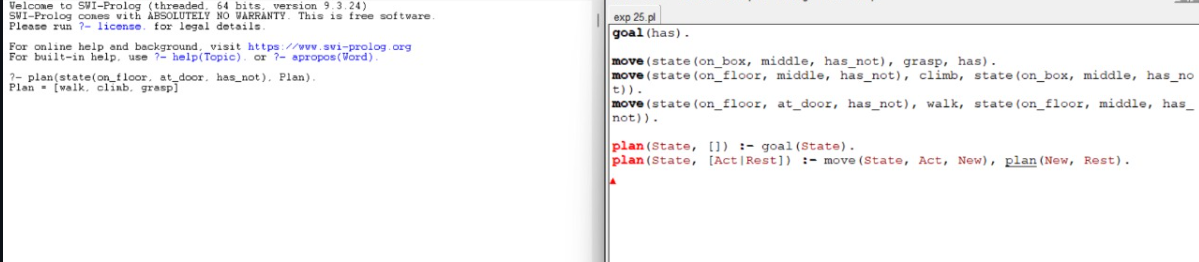 Welcome to SWI-Prolog (threaded, 64 bits, version 9.3.24)
SWI-Prolog comes with ABSOLUTELY NO WARRANTY. This is free software.
Please run ?- license. for legal details.
For online help and background, visit https://www.swi-prolog.org
For built-in help, use ?- help(Topic). or ?- apropos(Word).
?- plan(state(on_floor, at_door, has_not), Plan).
Plan = [walk, climb, grasp]
exp 25.pl
goal(has).
move(state(on_box, middle, has_not), grasp, has).
move(state(on_floor, middle, has_not), climb, state(on_box, middle, has_no
t)).
move(state(on_floor, at_door, has_not), walk, state(on_floor, middle, has_
not)).
plan(State, []) :- goal(State).
plan(State, [Act|Rest]) :- move(State, Act, New), plan(New, Rest).